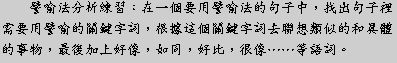 譬喻法分析練習：在一個要用譬喻法的句子中，找出句子裡
需用譬喻的關鍵字詞，根據這個關鍵字詞去聯想類似的和具體
的事物，最後加上好像，如同，好比，很像……等語詞。